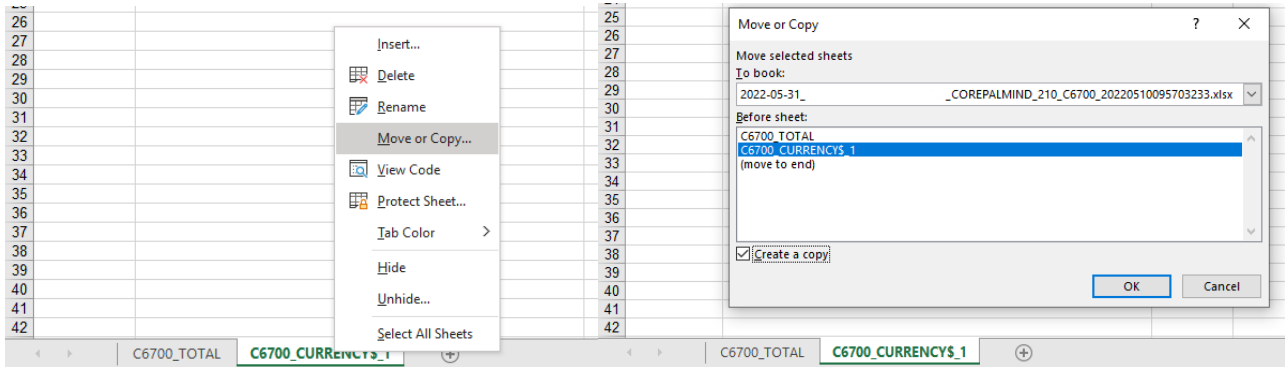 26
27
28
29
30
31
32
33
34
35
36
37
38
39
40
41
42
Insert...
Delete
Rename
Move or Copy...
View Code
Protect Sheet...
Tab Color
Hide
Unhide...
Select All Sheets
C6700_TOTAL
C6700_CURRENCY$_1
25
26
27
28
29
30
31
32
33
34
35
36
37
38
39
40
41
42
Move or Copy
?
Move selected sheets
To book:
2022-05-31_ _COREPALMIND_210_C6700_20220510095703233.xlsx
Before sheet:
C6700_TOTAL
C6700_CURRENCY$_1
(move to end)
Create a copy
OK
Cancel
C6700_TOTAL
C6700_CURRENCY$_1